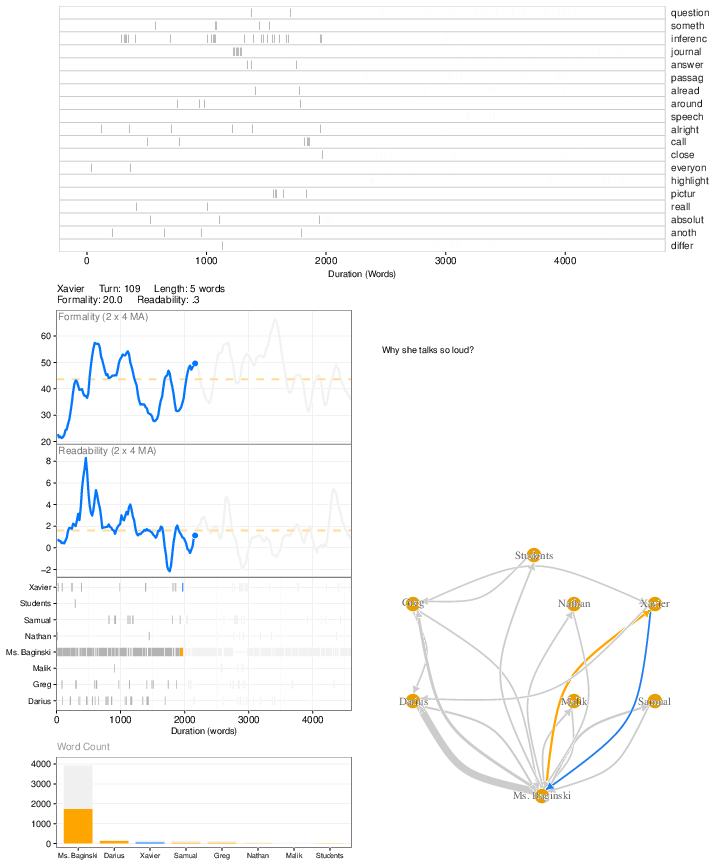 question
someth
inferenc
journal
answer
passag
alread
around
speech
alright
call
close
everyon
highlight
pictur
reall
absolut
anoth
differ
0 1000 2000 3000 4000
Duration (Words)
Xavier Turn: 109 Length: 5 words
Formality: 20.0 Readability: .3
Formality (2 x 4 MA)
60
50
40
30
20
Why she talks so loud?
Readability (2 x 4 MA)
8
6
4
2
0
−2
Xavier
Students
Samual
Nathan
Ms. Baginski
Malik
Greg
Darius
0 1000 2000 3000 4000
Duration (words)
Students
Greg Nathan Xavier
Darius Malik Samual
Ms. Baginski
Word Count
4000
3000
2000
1000
0
Ms. Baginski Darius Xavier Samual Greg Nathan Malik Students